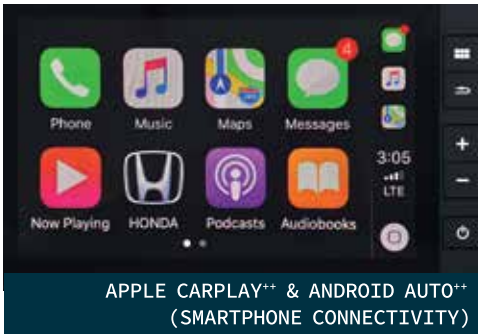 4
Phone Music Maps Messages
3:05
LTE
Now Playing HONDA Podcasts Audiobooks
APPLE CARPLAY⁺⁺ & ANDROID AUTO⁺⁺
(SMARTPHONE CONNECTIVITY)